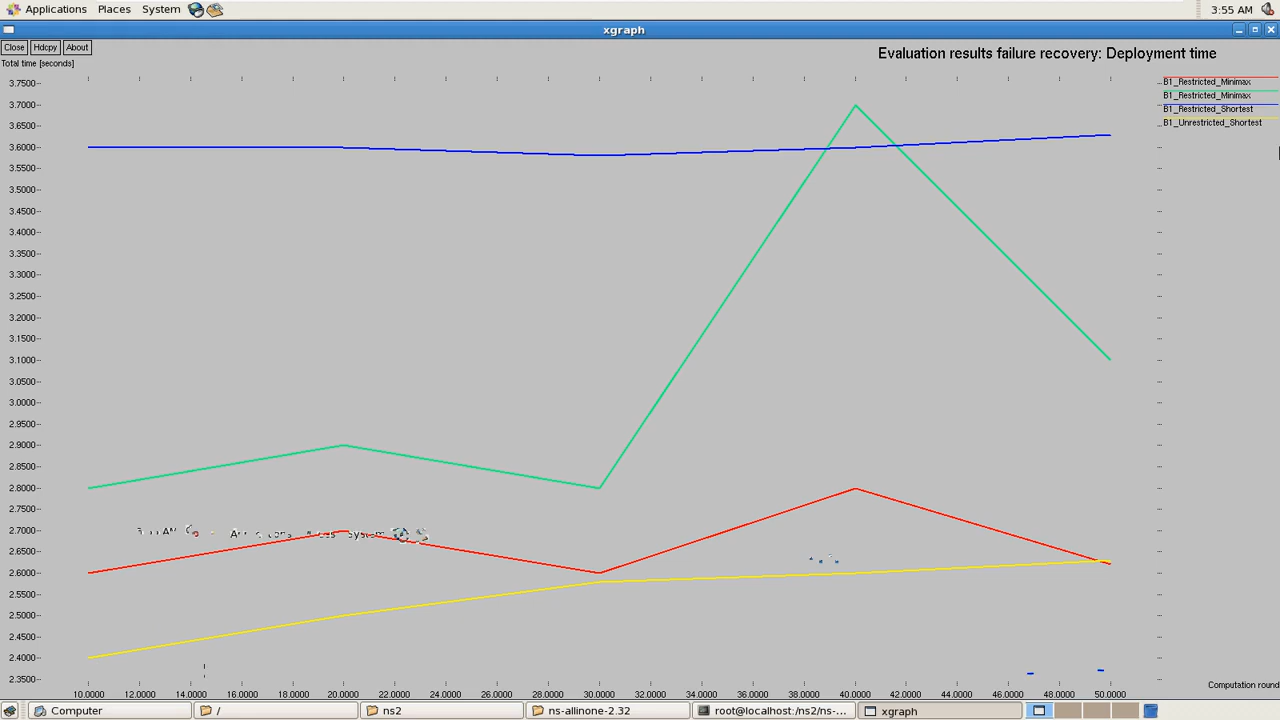 Applications Places System 3:55 AM
xgraph
Close Hdcpy About
Evaluation results failure recovery: Deployment time
Total time [seconds]
B1_Restricted_Minimax
B1_Restricted_Minimax
B1_Restricted_Shortest
B1_Unrestricted_Shortest
3.7500
3.7000
3.6500
3.6000
3.5500
3.5000
3.4500
3.4000
3.3500
3.3000
3.2500
3.2000
3.1500
3.1000
3.0500
3.0000
2.9500
2.9000
2.8500
2.8000
2.7500
2.7000
2.6500
2.6000
2.5500
2.5000
2.4500
2.4000
2.3500
Computation round
10.0000 12.0000 14.0000 16.0000 18.0000 20.0000 22.0000 24.0000 26.0000 28.0000 30.0000 32.0000 34.0000 36.0000 38.0000 40.0000 42.0000 44.0000 46.0000 48.0000 50.0000
Computer / ns2 ns-allinone-2.32 root@localhost:/ns2/ns-... xgraph